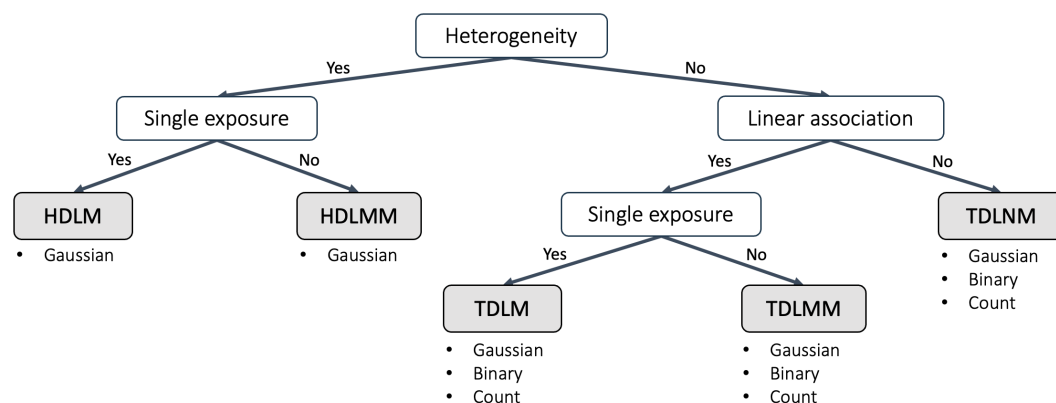 Heterogeneity
Yes
No
Single exposure
Linear association
Yes
No
Yes
No
HDLM
• Gaussian
HDLMM
• Gaussian
Single exposure
TDLNM
• Gaussian
• Binary
• Count
Yes
No
TDLM
• Gaussian
• Binary
• Count
TDLMM
• Gaussian
• Binary
• Count